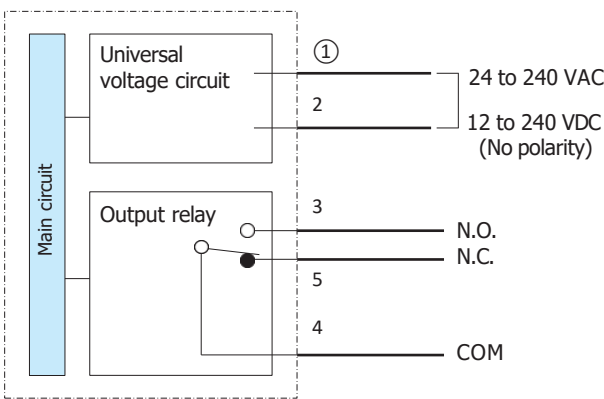 Universal
voltage circuit
①
24 to 240 VAC
2
12 to 240 VDC
(No polarity)
Main circuit
Output relay
3
N.O.
N.C.
5
4
COM